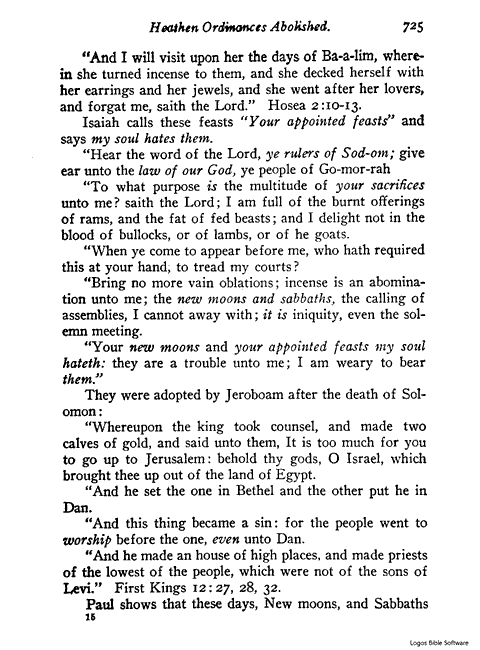 Heathen Ordinances Abolished. 725
"And I will visit upon her the days of Ba-a-lim, where-
in she turned incense to them, and she decked herself with
her earrings and her jewels, and she went after her lovers,
and forgat me, saith the Lord." Hosea 2:10-13.
Isaiah calls these feasts "Your appointed feasts" and
says my soul hates them.
"Hear the word of the Lord, ye rulers of Sod-om; give
ear unto the law of our God, ye people of Go-mor-rah
"To what purpose is the multitude of your sacrifices
unto me? saith the Lord; I am full of the burnt offerings
of rams, and the fat of fed beasts; and I delight not in the
blood of bullocks, or of lambs, or of he goats.
"When ye come to appear before me, who hath required
this at your hand, to tread my courts?
"Bring no more vain oblations; incense is an abomina-
tion unto me; the new moons and sabbaths, the calling of
assemblies, I cannot away with; it is iniquity, even the sol-
emn meeting.
"Your new moons and your appointed feasts my soul
hateth: they are a trouble unto me; I am weary to bear
them."
They were adopted by Jeroboam after the death of Sol-
omon:
"Whereupon the king took counsel, and made two
calves of gold, and said unto them, It is too much for you
to go up to Jerusalem: behold thy gods, O Israel, which
brought thee up out of the land of Egypt.
"And he set the one in Bethel and the other put he in
Dan.
"And this thing became a sin: for the people went to
worship before the one, even unto Dan.
"And he made an house of high places, and made priests
of the lowest of the people, which were not of the sons of
Levi." First Kings 12:27, 28, 32.
Paul shows that these days, New moons, and Sabbaths
15
Logos Bible Software